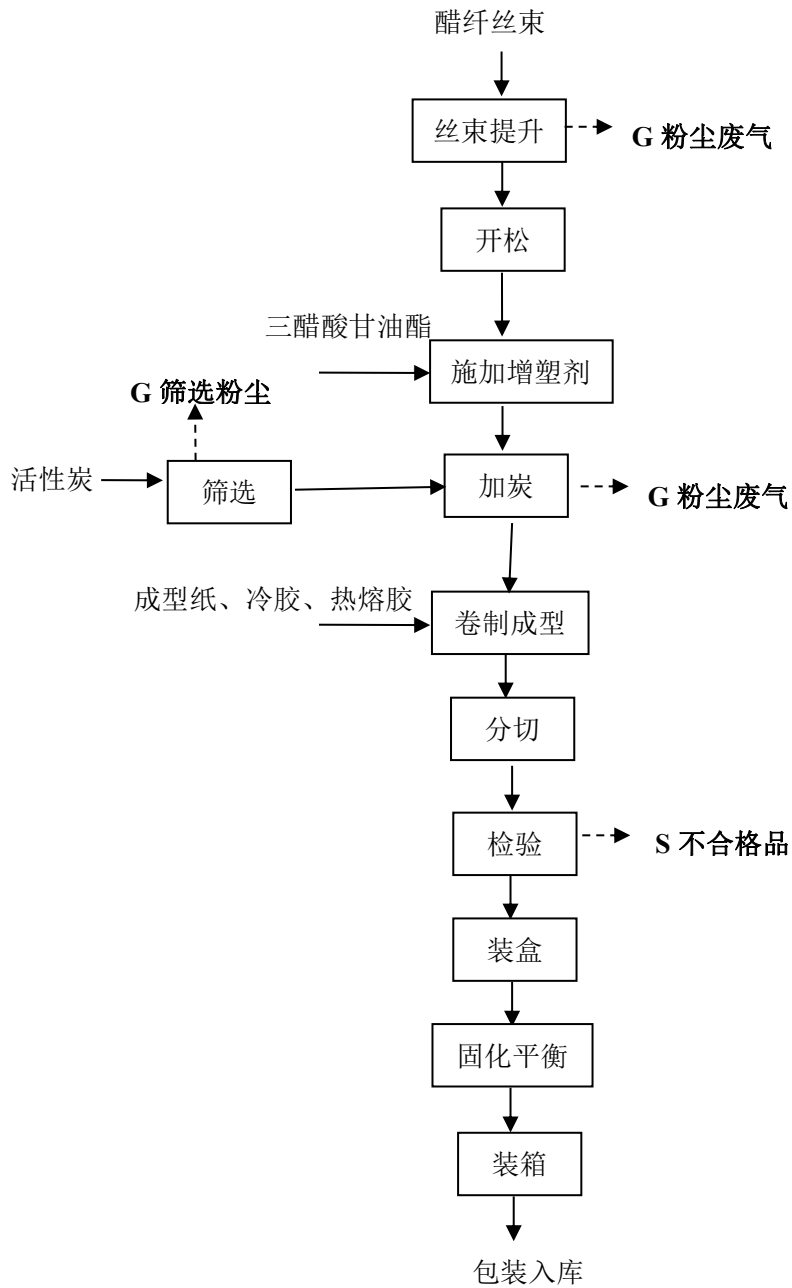 醋纤丝束
丝束提升
G 粉尘废气
开松
三醋酸甘油酯
施加增塑剂
G 筛选粉尘
活性炭
筛选
加炭
G 粉尘废气
成型纸、冷胶、热熔胶
卷制成型
分切
检验
S 不合格品
装盒
固化平衡
装箱
包装入库